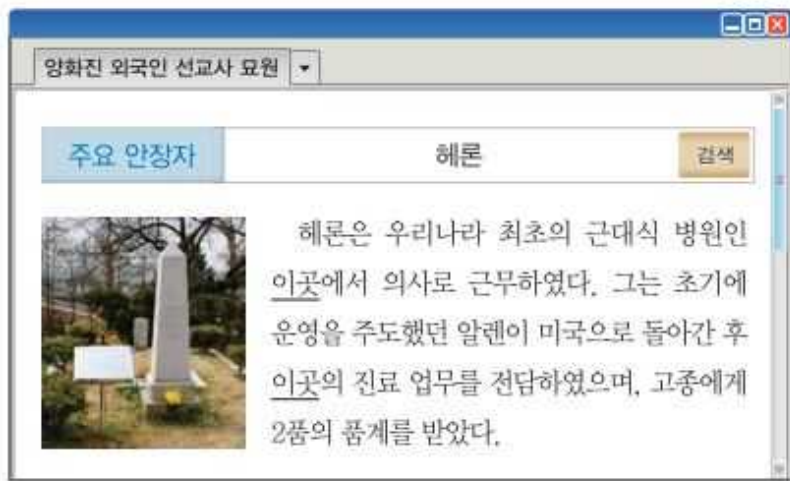 양화진 외국인 선교사 묘원
주요 안장자 헤론 검색
헤론은 우리나라 최초의 근대식 병원인
이곳에서 의사로 근무하였다. 그는 초기에
운영을 주도했던 알렌이 미국으로 돌아간 후
이곳의 진료 업무를 전담하였으며, 고종에게
2품의 품계를 받았다.